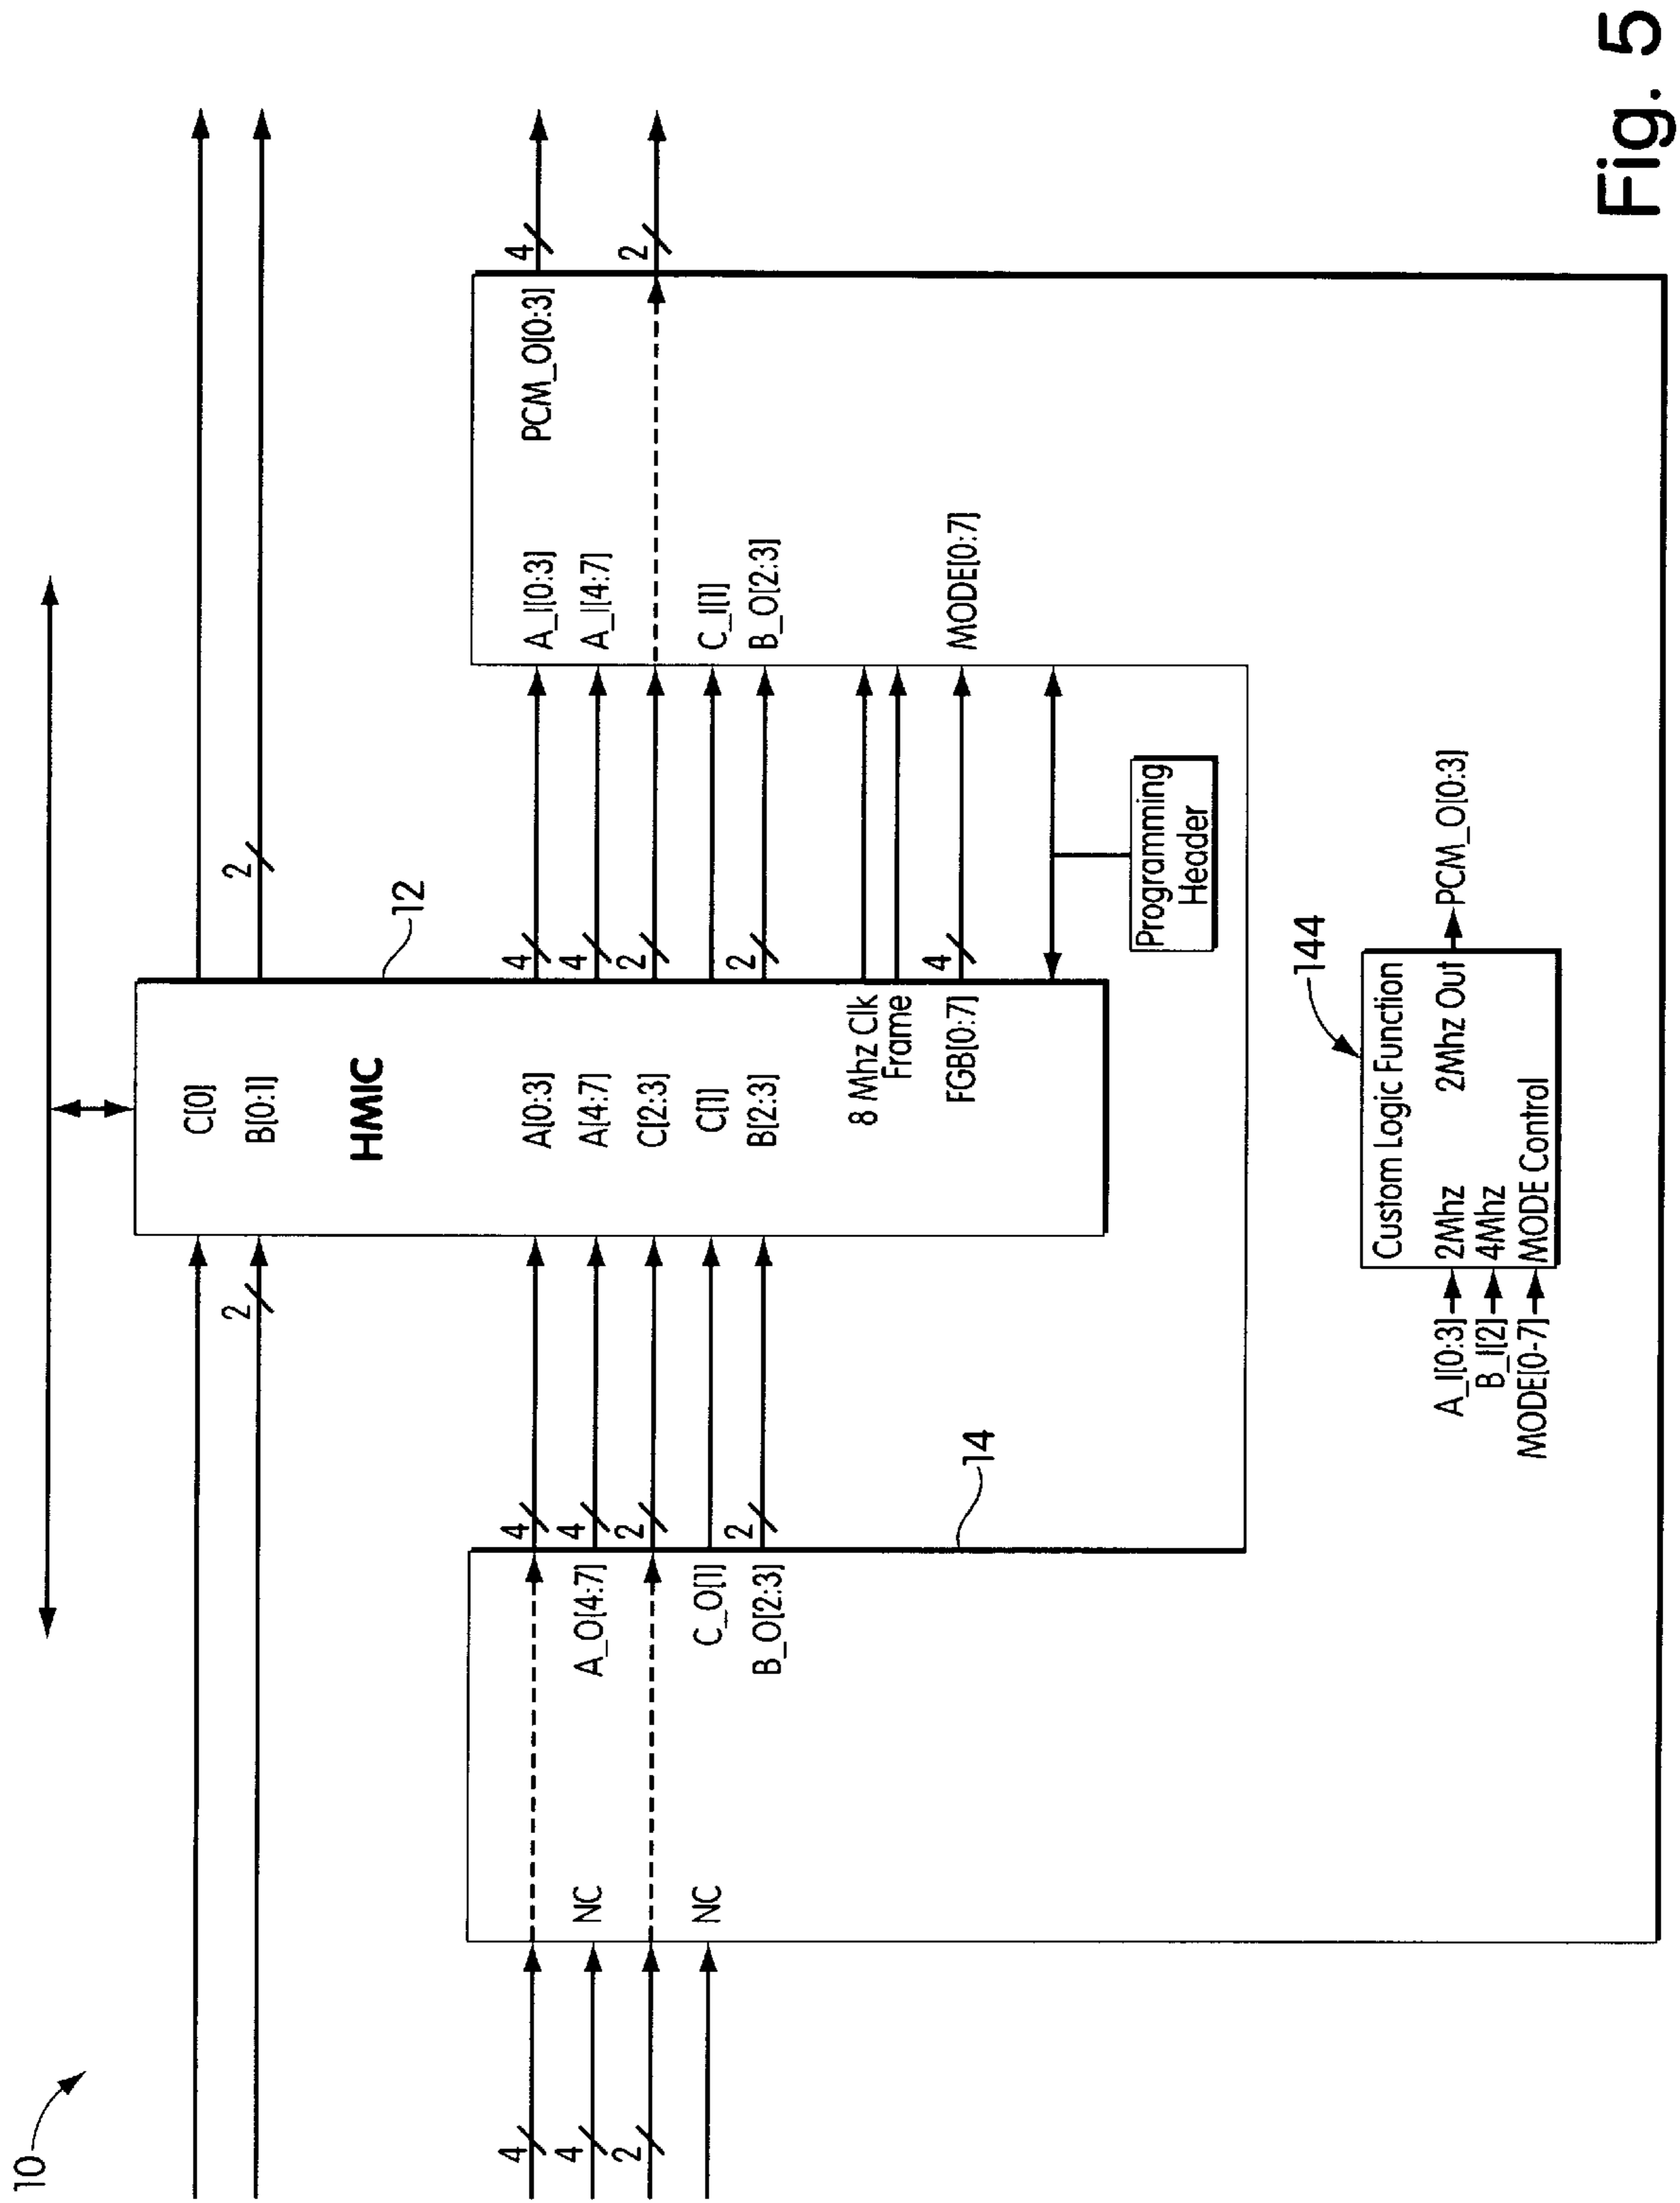 10
C[0]
B[0:1]
2
2
HMIC
12
4
4
2
NC
NC
A_O[4:7]
C_O[1]
B_O[2:3]
4
4
2
2
14
A[0:3]
A[4:7]
C[2:3]
C[1]
B[2:3]
8 Mhz Clk
Frame
FGB[0:7]
4
4
2
2
4
A_I[0:3]
A_I[4:7]
C_I[1]
B_O[2:3]
MODE[0:7]
PCM_O[0:3]
4
2
Programming
Header
144
Custom Logic Function
A_I[0:3] 2Mhz 2Mhz Out PCM_O[0:3]
B_I[2] 4Mhz
MODE[0-7] MODE Control
Fig. 5